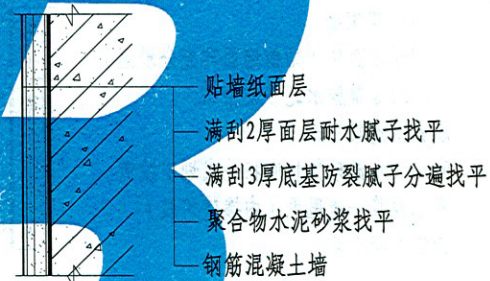 贴墙纸面层
满刮2厚面层耐水腻子找平
满刮3厚底基防裂腻子分遍找平
聚合物水泥砂浆找平
钢筋混凝土墙